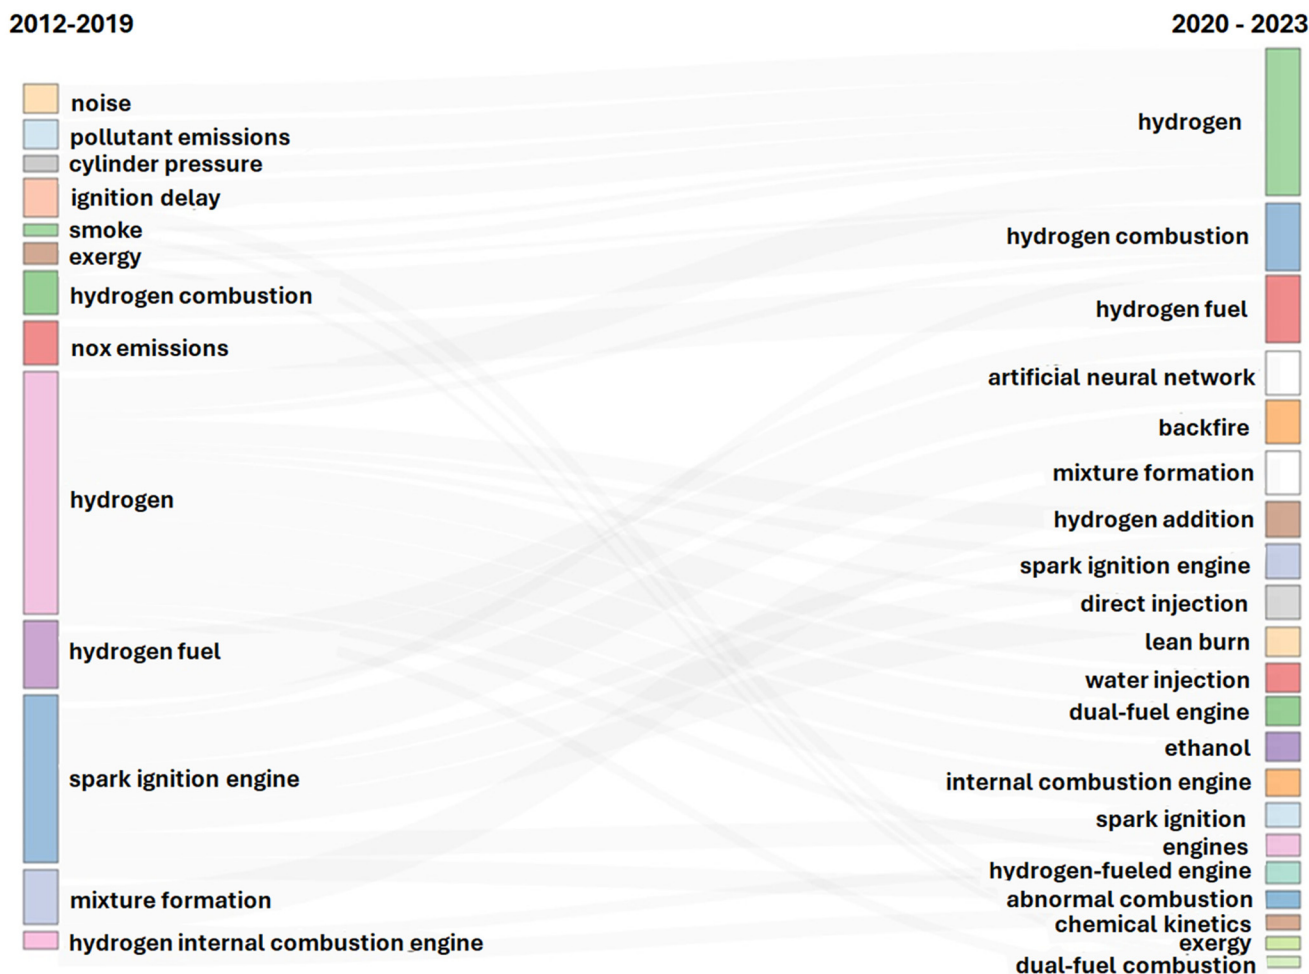 2012-2019
2020 - 2023
noise
pollutant emissions
cylinder pressure
ignition delay
smoke
exergy
hydrogen combustion
nox emissions
hydrogen
hydrogen fuel
spark ignition engine
mixture formation
hydrogen internal combustion engine
hydrogen
hydrogen combustion
hydrogen fuel
artificial neural network
backfire
mixture formation
hydrogen addition
spark ignition engine
direct injection
lean burn
water injection
dual-fuel engine
ethanol
internal combustion engine
spark ignition
engines
hydrogen-fueled engine
abnormal combustion
chemical kinetics
exergy
dual-fuel combustion